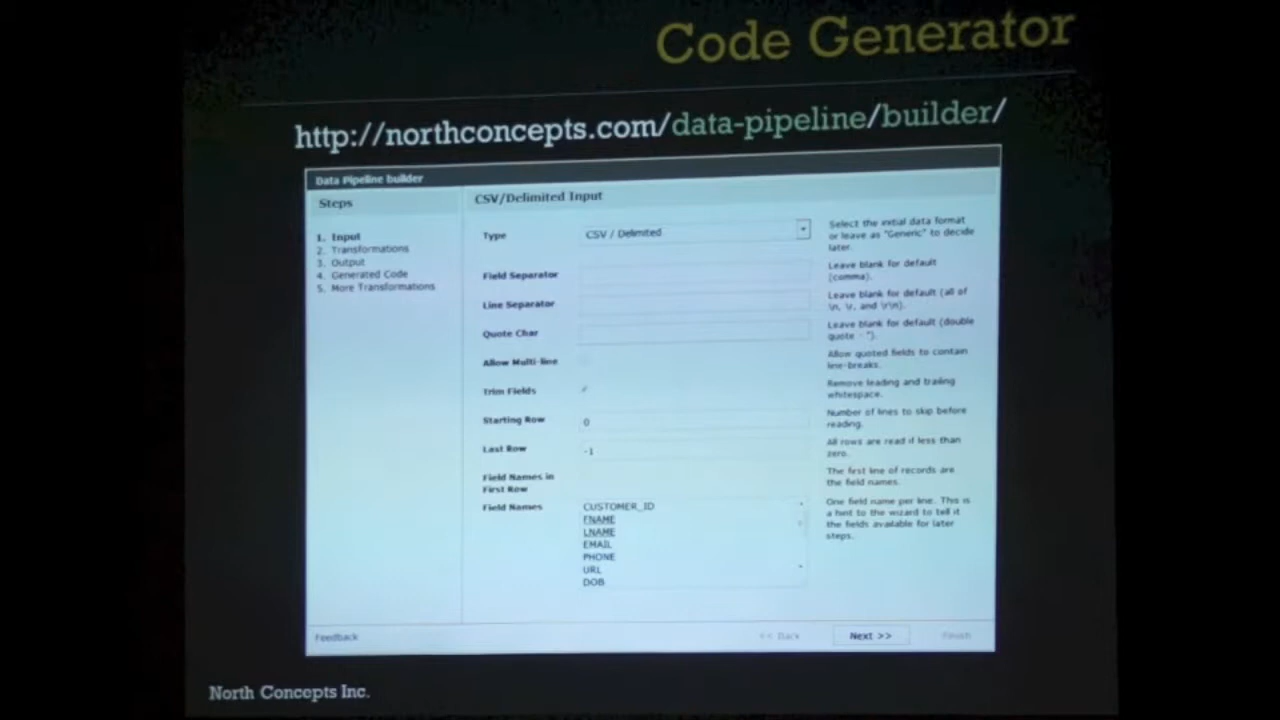 Code Generator
http://northconcepts.com/data-pipeline/builder/
Data Pipeline builder
Steps
1. Input
2. Transformations
3. Output
4. Generated Code
5. More Transformations
CSV/Delimited Input
Type
CSV / Delimited
Select the initial data format
or leave as "Generic" to decide
later.
Field Separator
Leave blank for default
(comma).
Line Separator
Leave blank for default (all of
\n, \r, and \r\n).
Quote Char
Leave blank for default (double
quote - ").
Allow Multi-line
Allow quoted fields to contain
line-breaks.
Trim Fields
Remove leading and trailing
whitespace.
Starting Row
0
Number of lines to skip before
reading.
Last Row
-1
All rows are read if less than
zero.
Field Names in
First Row
The first line of records are
the field names.
Field Names
CUSTOMER_ID
FNAME
LNAME
EMAIL
PHONE
URL
DOB
One field name per line. This is
a hint to the wizard to tell it
the fields available for later
steps.
Feedback
<< Back
Next >>
Finish
North Concepts Inc.